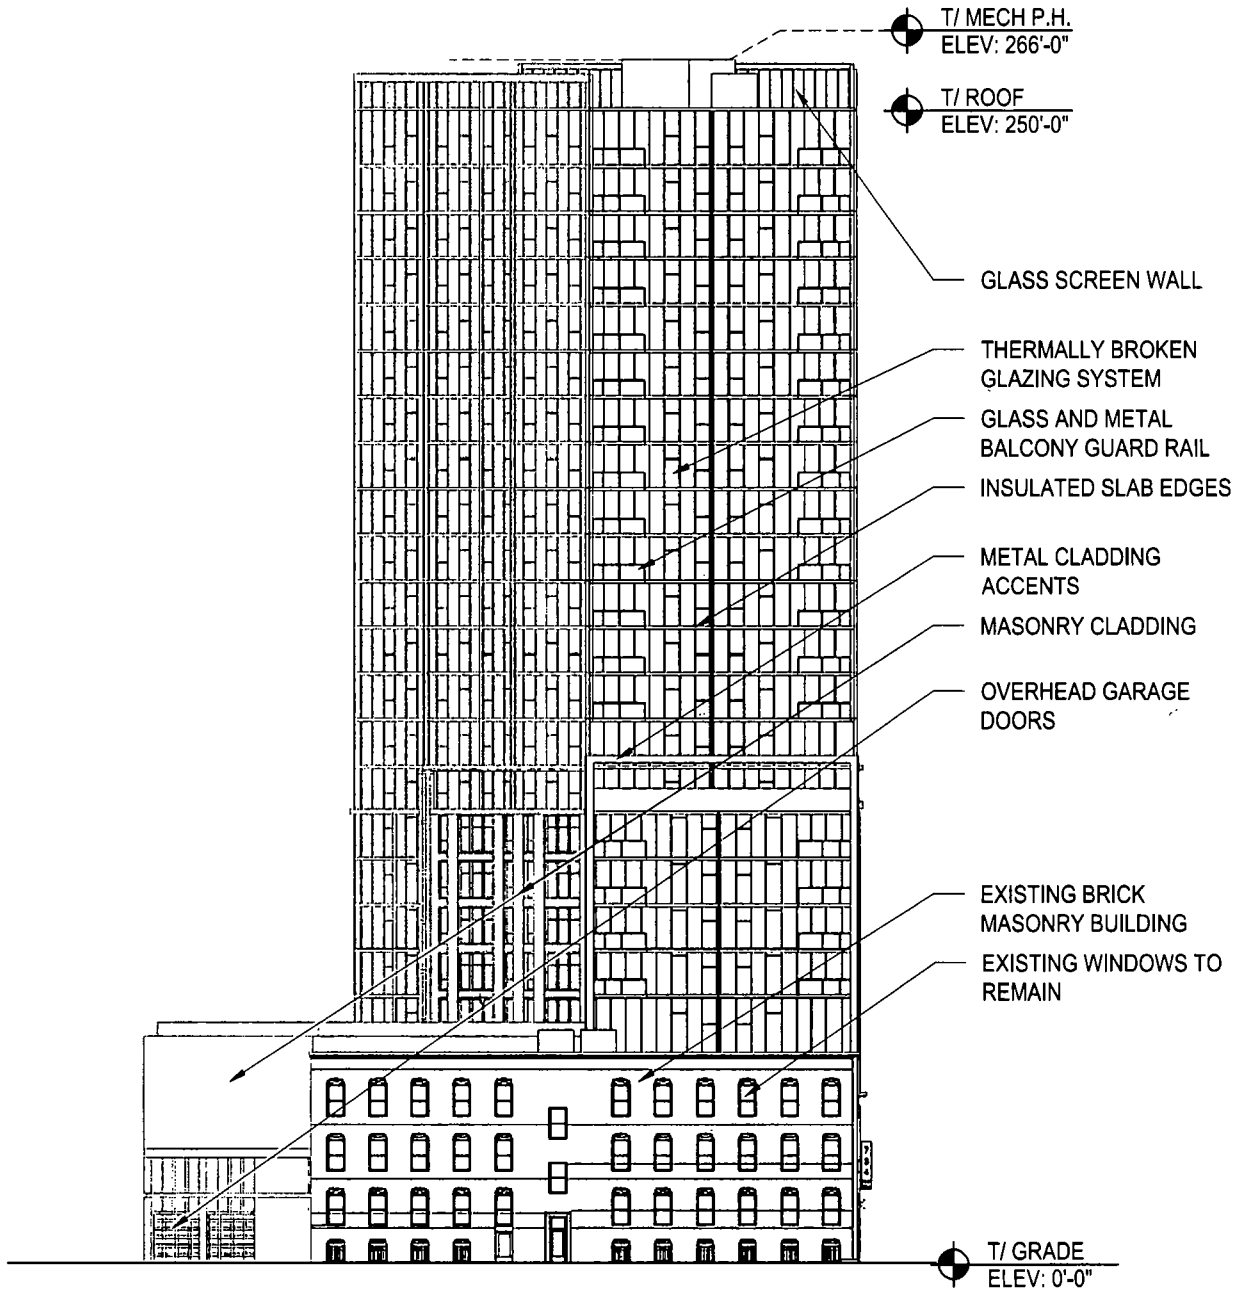 T/ MECH P.H.
ELEV: 266'-0"
T/ ROOF
ELEV: 250'-0"
GLASS SCREEN WALL
THERMALLY BROKEN
GLAZING SYSTEM
GLASS AND METAL
BALCONY GUARD RAIL
INSULATED SLAB EDGES
METAL CLADDING
ACCENTS
MASONRY CLADDING
OVERHEAD GARAGE
DOORS
EXISTING BRICK
MASONRY BUILDING
EXISTING WINDOWS TO
REMAIN
T/ GRADE
ELEV: 0'-0"